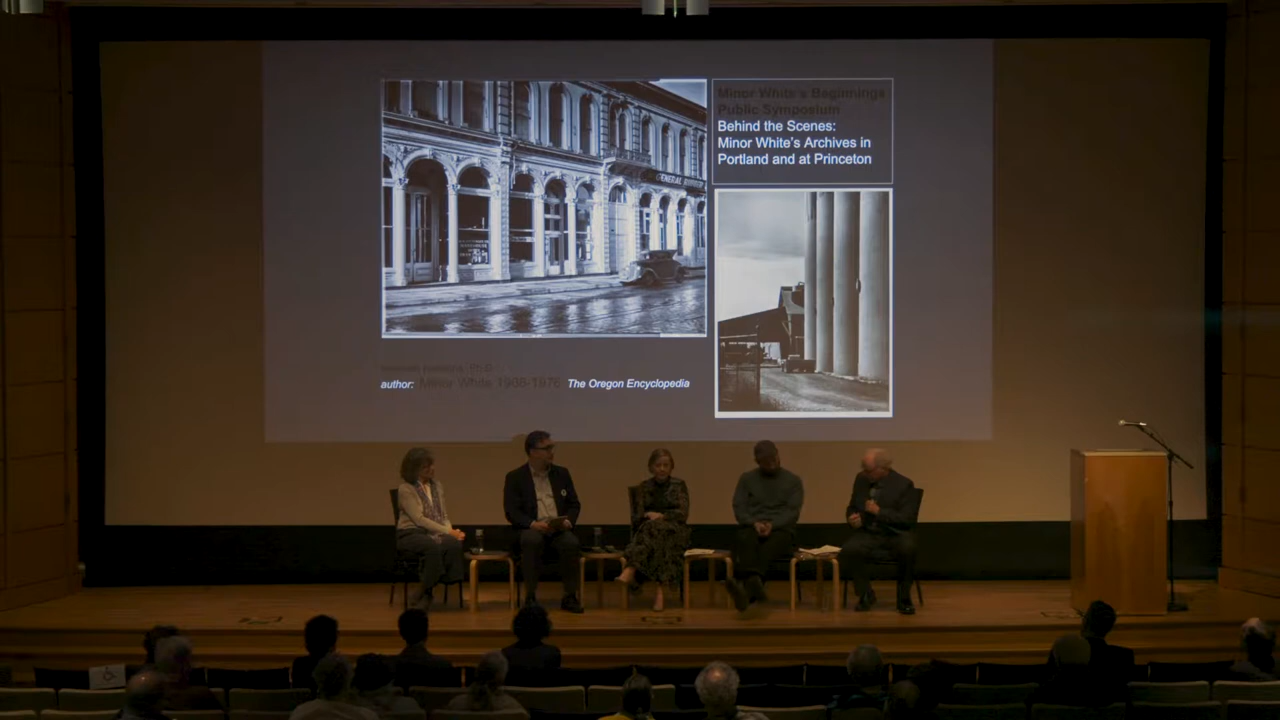 GENERAL
Minor White's Beginnings
Public Symposium
Behind the Scenes:
Minor White's Archives in
Portland and at Princeton
author: Minor White 1908-1976 The Oregon Encyclopedia